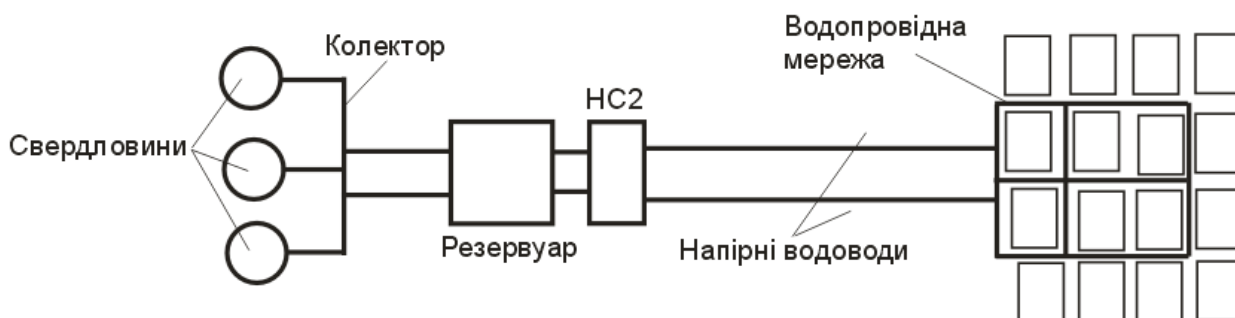 Водопровідна
мережа
Колектор
НС2
Свердловини
Резервуар
Напірні водоводи